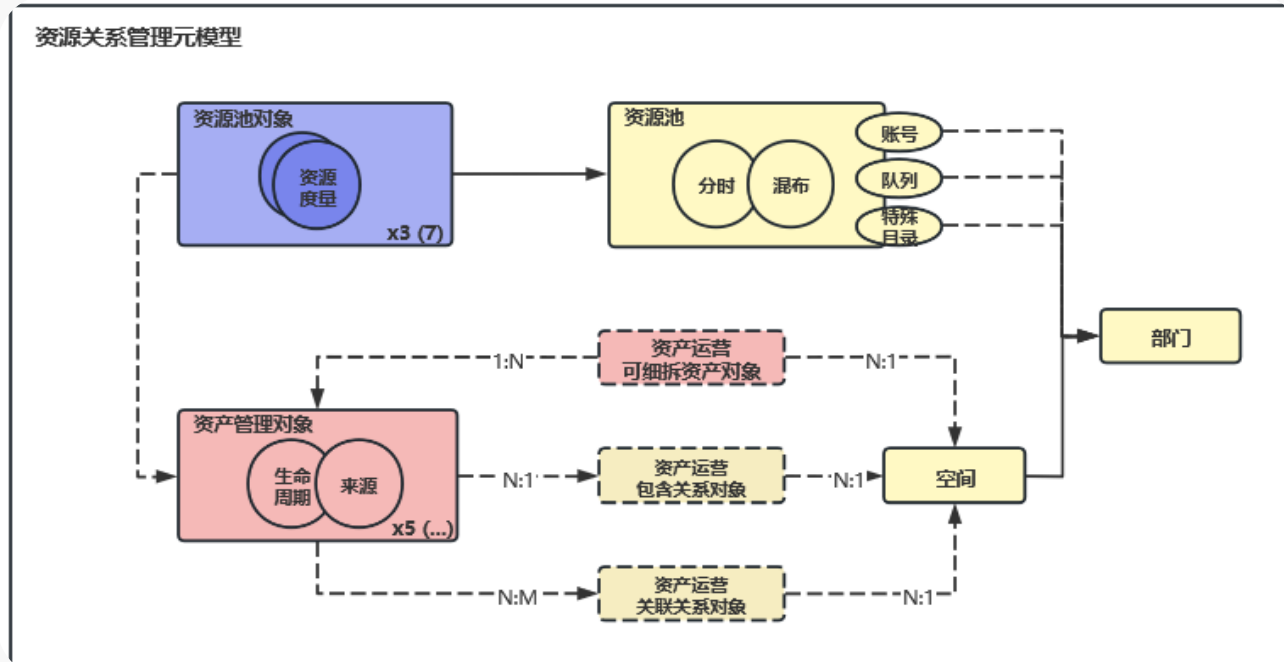 资源关系管理元模型
资源池对象
资源
度量
x3 (7)
资源池
分时
混布
账号
队列
特殊
目录
部门
资产运营
可细拆资产对象
1:N
N:1
资产管理对象
生命
周期
来源
x5 (...)
N:1
资产运营
包含关系对象
N:1
空间
N:M
资产运营
关联关系对象
N:1